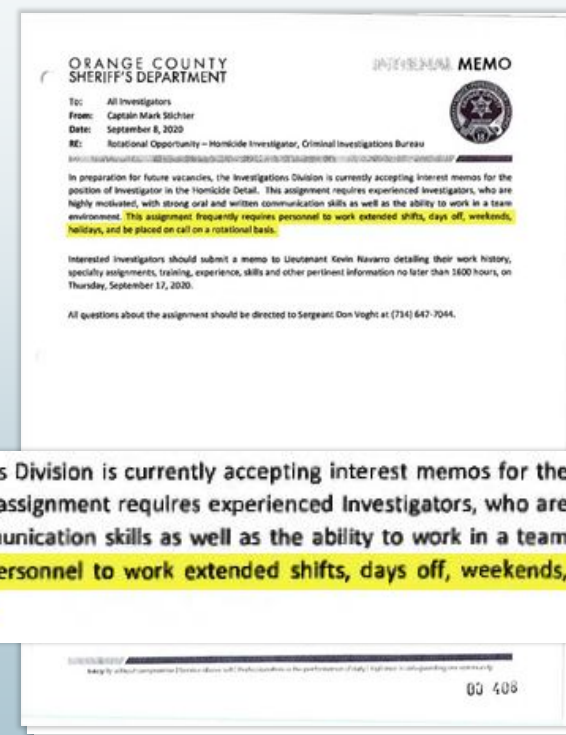 ORANGE COUNTY
SHERIFF'S DEPARTMENT
INTERNAL MEMO
To: All Investigators
From: Captain Mark Stichter
Date: September 8, 2020
RE: Rotational Opportunity – Homicide Investigator, Criminal Investigations Bureau
In preparation for future vacancies, the Investigations Division is currently accepting interest memos for the
position of Investigator in the Homicide Detail. This assignment requires experienced Investigators, who are
highly motivated, with strong oral and written communication skills as well as the ability to work in a team
environment. This assignment frequently requires personnel to work extended shifts, days off, weekends,
holidays, and be placed on call on a rotational basis.
Interested Investigators should submit a memo to Lieutenant Kevin Navarro detailing their work history,
specialty assignments, training, experience, skills and other pertinent information no later than 1600 hours, on
Thursday, September 17, 2020.
All questions about the assignment should be directed to Sergeant Don Voght at (714) 647-7044.
s Division is currently accepting interest memos for the
assignment requires experienced Investigators, who are
unication skills as well as the ability to work in a team
ersonnel to work extended shifts, days off, weekends,
00 408